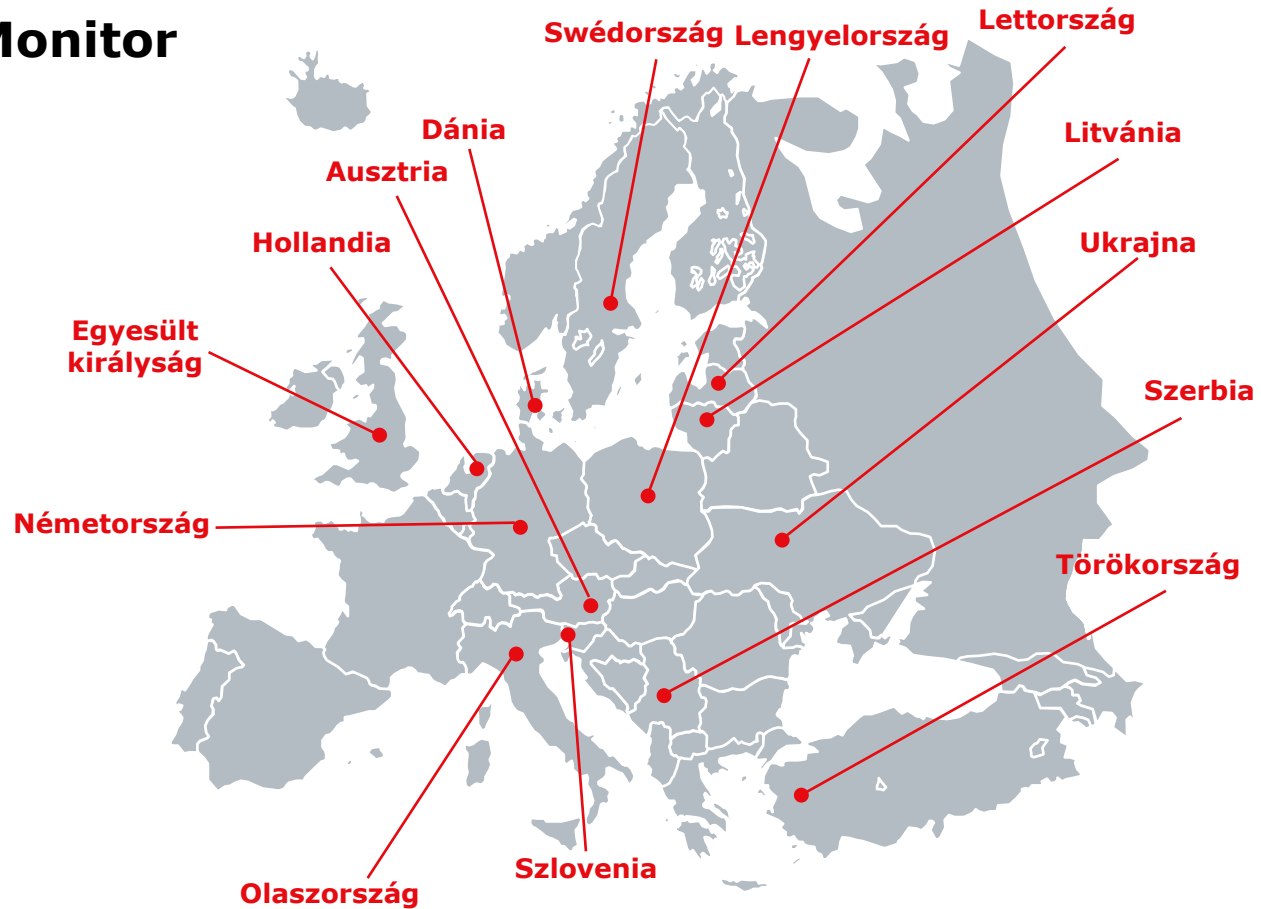 Monitor
Swédország
Lengyelország
Lettország
Dánia
Litvánia
Ausztria
Hollandia
Ukrajna
Egyesült
királyság
Szerbia
Németország
Törökország
Szlovenia
Olaszország